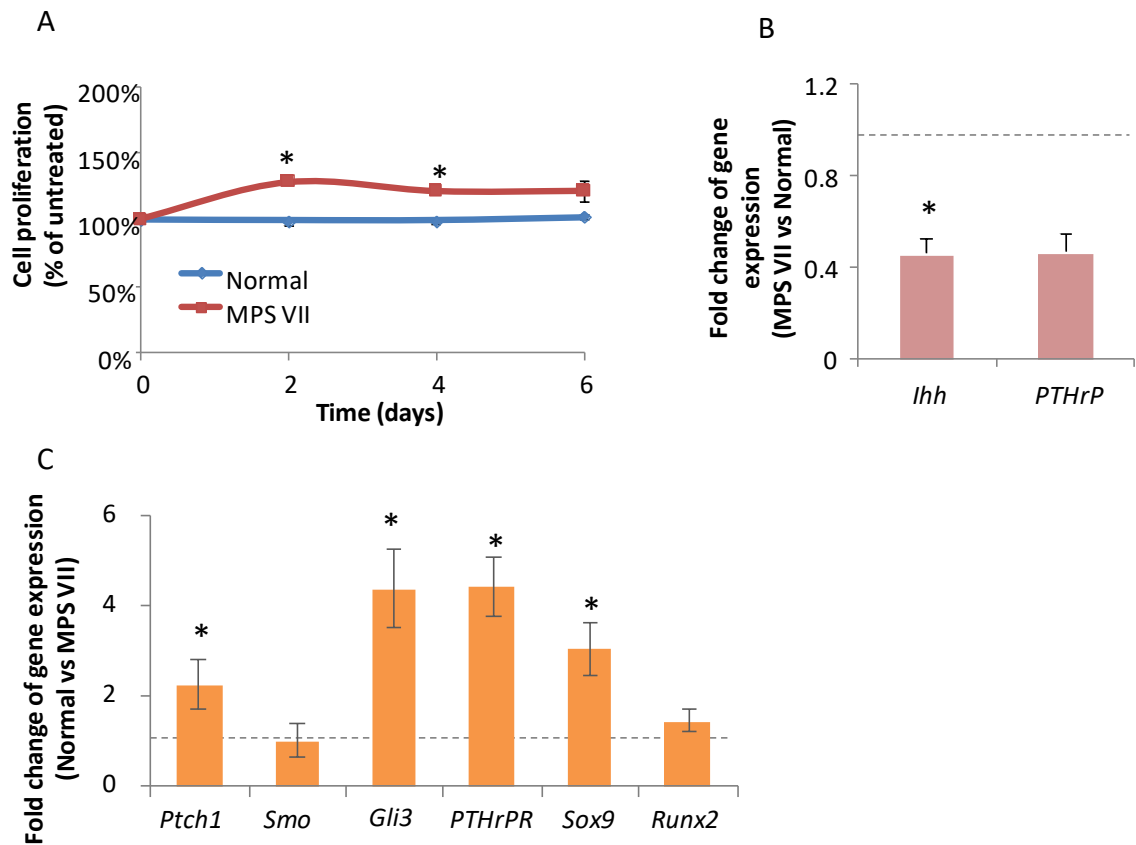 A
Cell proliferation
(% of untreated)
200%
150%
100%
50%
0%
*
*
Normal
MPS VII
0
2
4
6
Time (days)
B
Fold change of gene
expression
(MPS VII vs Normal)
1.2
0.8
0.4
0
*
Ihh
PTHrP
C
Fold change of gene expression
(Normal vs MPS VII)
6
4
2
0
*
*
*
*
Ptch1
Smo
Gli3
PTHrPR
Sox9
Runx2